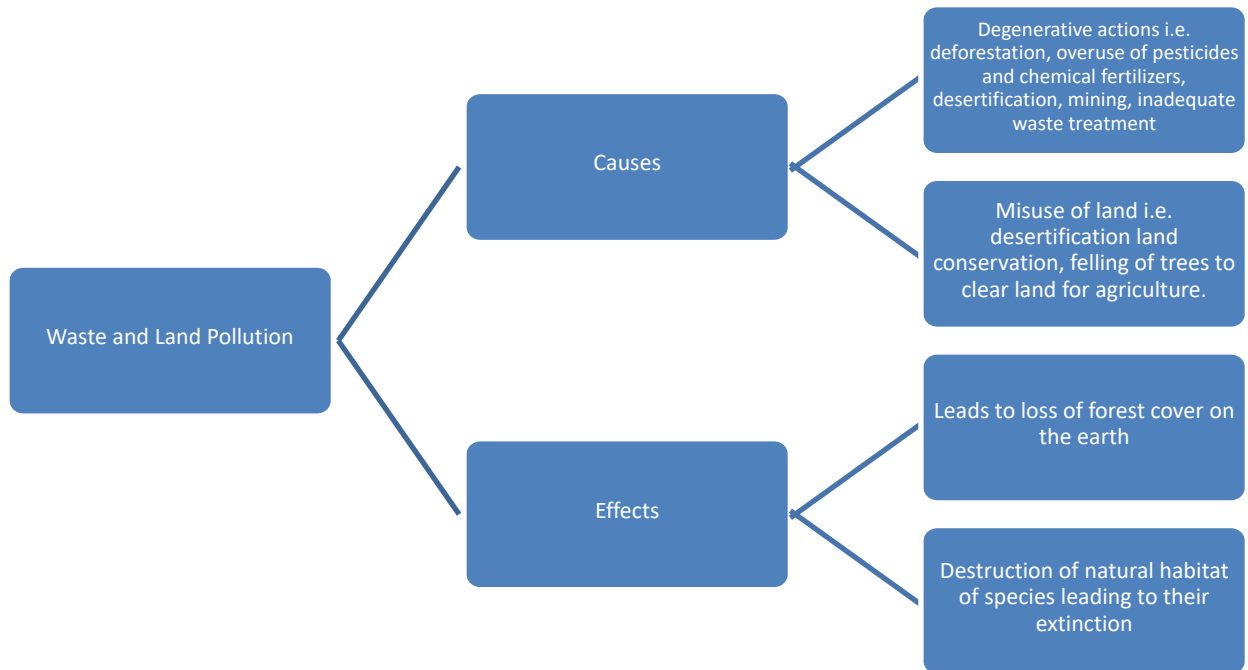 Waste and Land Pollution
Causes
Degenerative actions i.e.
deforestation, overuse of pesticides
and chemical fertilizers,
desertification, mining, inadequate
waste treatment
Misuse of land i.e.
desertification land
conservation, felling of trees to
clear land for agriculture.
Effects
Leads to loss of forest cover on
the earth
Destruction of natural habitat
of species leading to their
extinction